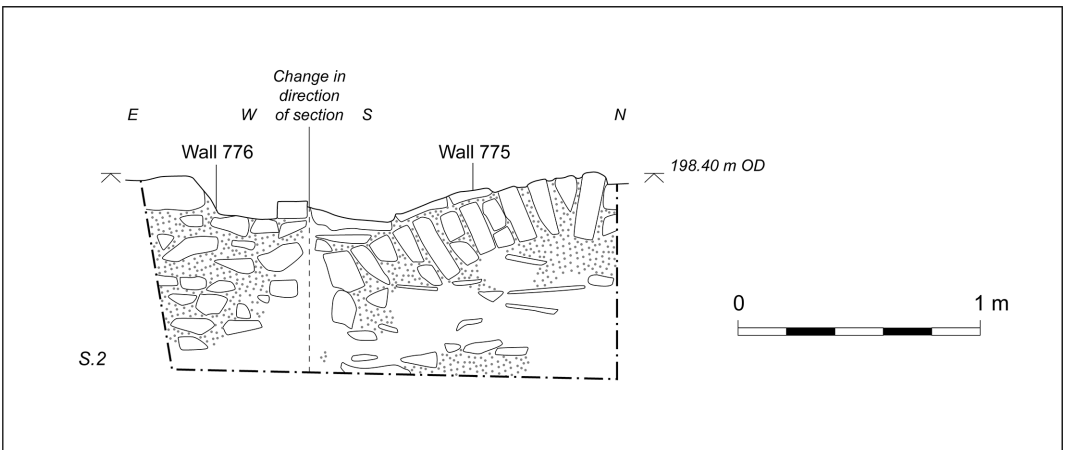 Change in
direction
of section
E
W
S
N
Wall 776
Wall 775
198.40 m OD
0
1 m
S.2